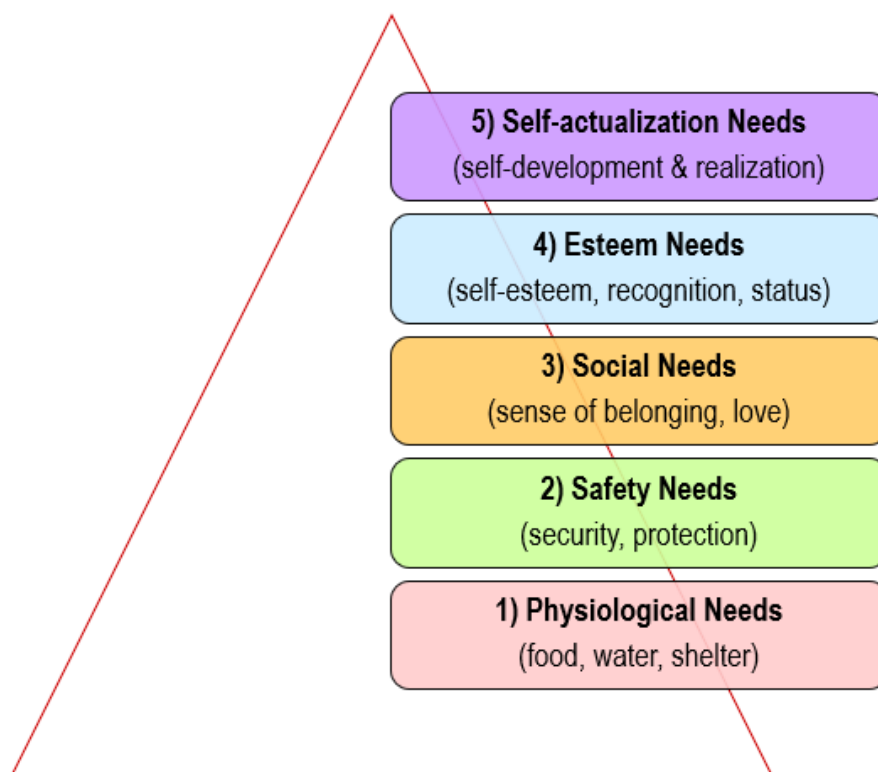 5) Self-actualization Needs
(self-development & realization)
4) Esteem Needs
(self-esteem, recognition, status)
3) Social Needs
(sense of belonging, love)
2) Safety Needs
(security, protection)
1) Physiological Needs
(food, water, shelter)